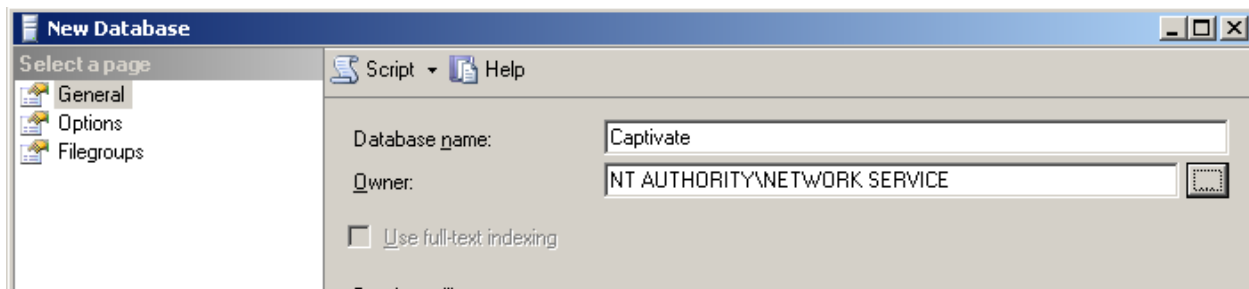 New Database
Select a page
General
Options
Filegroups
Script Help
Database name: Captivate
Owner: NT AUTHORITY\NETWORK SERVICE
...
Use full-text indexing